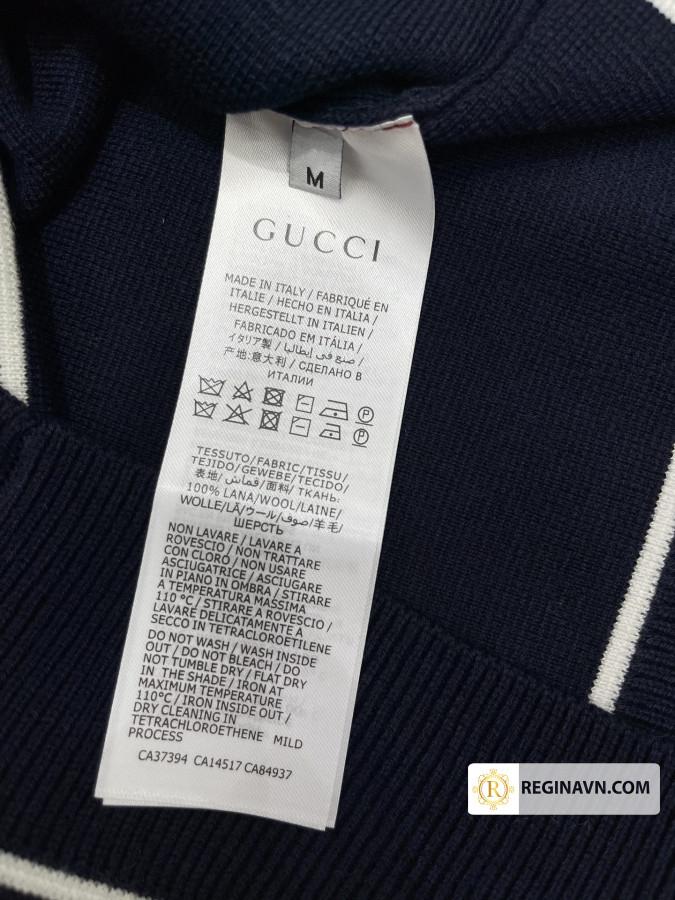 M
GUCCI
MADE IN ITALY / FABRIQUÉ EN
ITALIE / HECHO EN ITALIA /
HERGESTELLT IN ITALIEN /
FABRICADO EM ITÁLIA /
イタリア製 / صنع في إيطاليا /
产地:意大利 / СДЕЛАНО В
ИТАЛИИ
P
P
TESSUTO/FABRIC/TISSU/
TEJIDO/GEWEBE/TECIDO/
表地/قماش/面料/ ТКАНЬ:
100% LANA/WOOL/LAINE/
WOLLE/LÃ/ウール/صوف/羊毛/
ШЕРСТЬ
NON LAVARE / LAVARE A
ROVESCIO / NON TRATTARE
CON CLORO / NON USARE
ASCIUGATRICE / ASCIUGARE
IN PIANO IN OMBRA / STIRARE
A TEMPERATURA MASSIMA
110 °C / STIRARE A ROVESCIO /
LAVARE DELICATAMENTE A
SECCO IN TETRACLOROETILENE
DO NOT WASH / WASH INSIDE
OUT / DO NOT BLEACH / DO
NOT TUMBLE DRY / FLAT DRY
IN THE SHADE / IRON AT
MAXIMUM TEMPERATURE
110°C / IRON INSIDE OUT /
DRY CLEANING IN
TETRACHLOROETHENE MILD
PROCESS
CA37394 CA14517 CA84937
R REGINAVN.COM